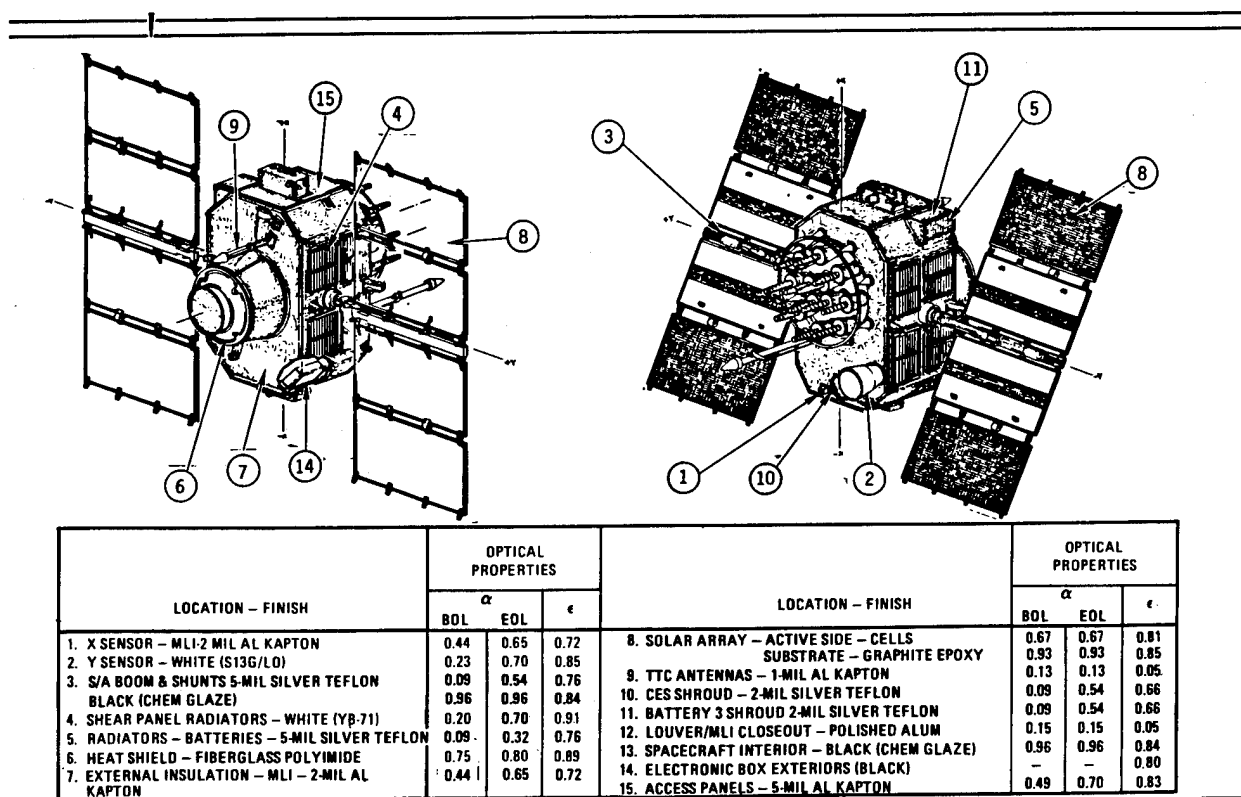 15
4
9
8
6
7
14
11
3
5
8
1
10
2
LOCATION – FINISH
OPTICAL
PROPERTIES
α
ϵ
BOL EOL
1. X SENSOR – MLI-2 MIL AL KAPTON 0.44 0.65 0.72
2. Y SENSOR – WHITE (S13G/LO) 0.23 0.70 0.85
3. S/A BOOM & SHUNTS 5-MIL SILVER TEFLON 0.09 0.54 0.76
BLACK (CHEM GLAZE) 0.96 0.96 0.84
4. SHEAR PANEL RADIATORS – WHITE (YB-71) 0.20 0.70 0.91
5. RADIATORS – BATTERIES – 5-MIL SILVER TEFLON 0.09 0.32 0.76
6. HEAT SHIELD – FIBERGLASS POLYIMIDE 0.75 0.80 0.89
7. EXTERNAL INSULATION – MLI – 2-MIL AL 0.44 0.65 0.72
KAPTON
LOCATION – FINISH
OPTICAL
PROPERTIES
α
ϵ
BOL EOL
8. SOLAR ARRAY – ACTIVE SIDE – CELLS 0.67 0.67 0.81
SUBSTRATE – GRAPHITE EPOXY 0.93 0.93 0.85
9. TTC ANTENNAS – 1-MIL AL KAPTON 0.13 0.13 0.05
10. CES SHROUD – 2-MIL SILVER TEFLON 0.09 0.54 0.66
11. BATTERY 3 SHROUD 2-MIL SILVER TEFLON 0.09 0.54 0.66
12. LOUVER/MLI CLOSEOUT – POLISHED ALUM 0.15 0.15 0.05
13. SPACECRAFT INTERIOR – BLACK (CHEM GLAZE) 0.96 0.96 0.84
14. ELECTRONIC BOX EXTERIORS (BLACK) – – 0.80
15. ACCESS PANELS – 5-MIL AL KAPTON 0.49 0.70 0.83